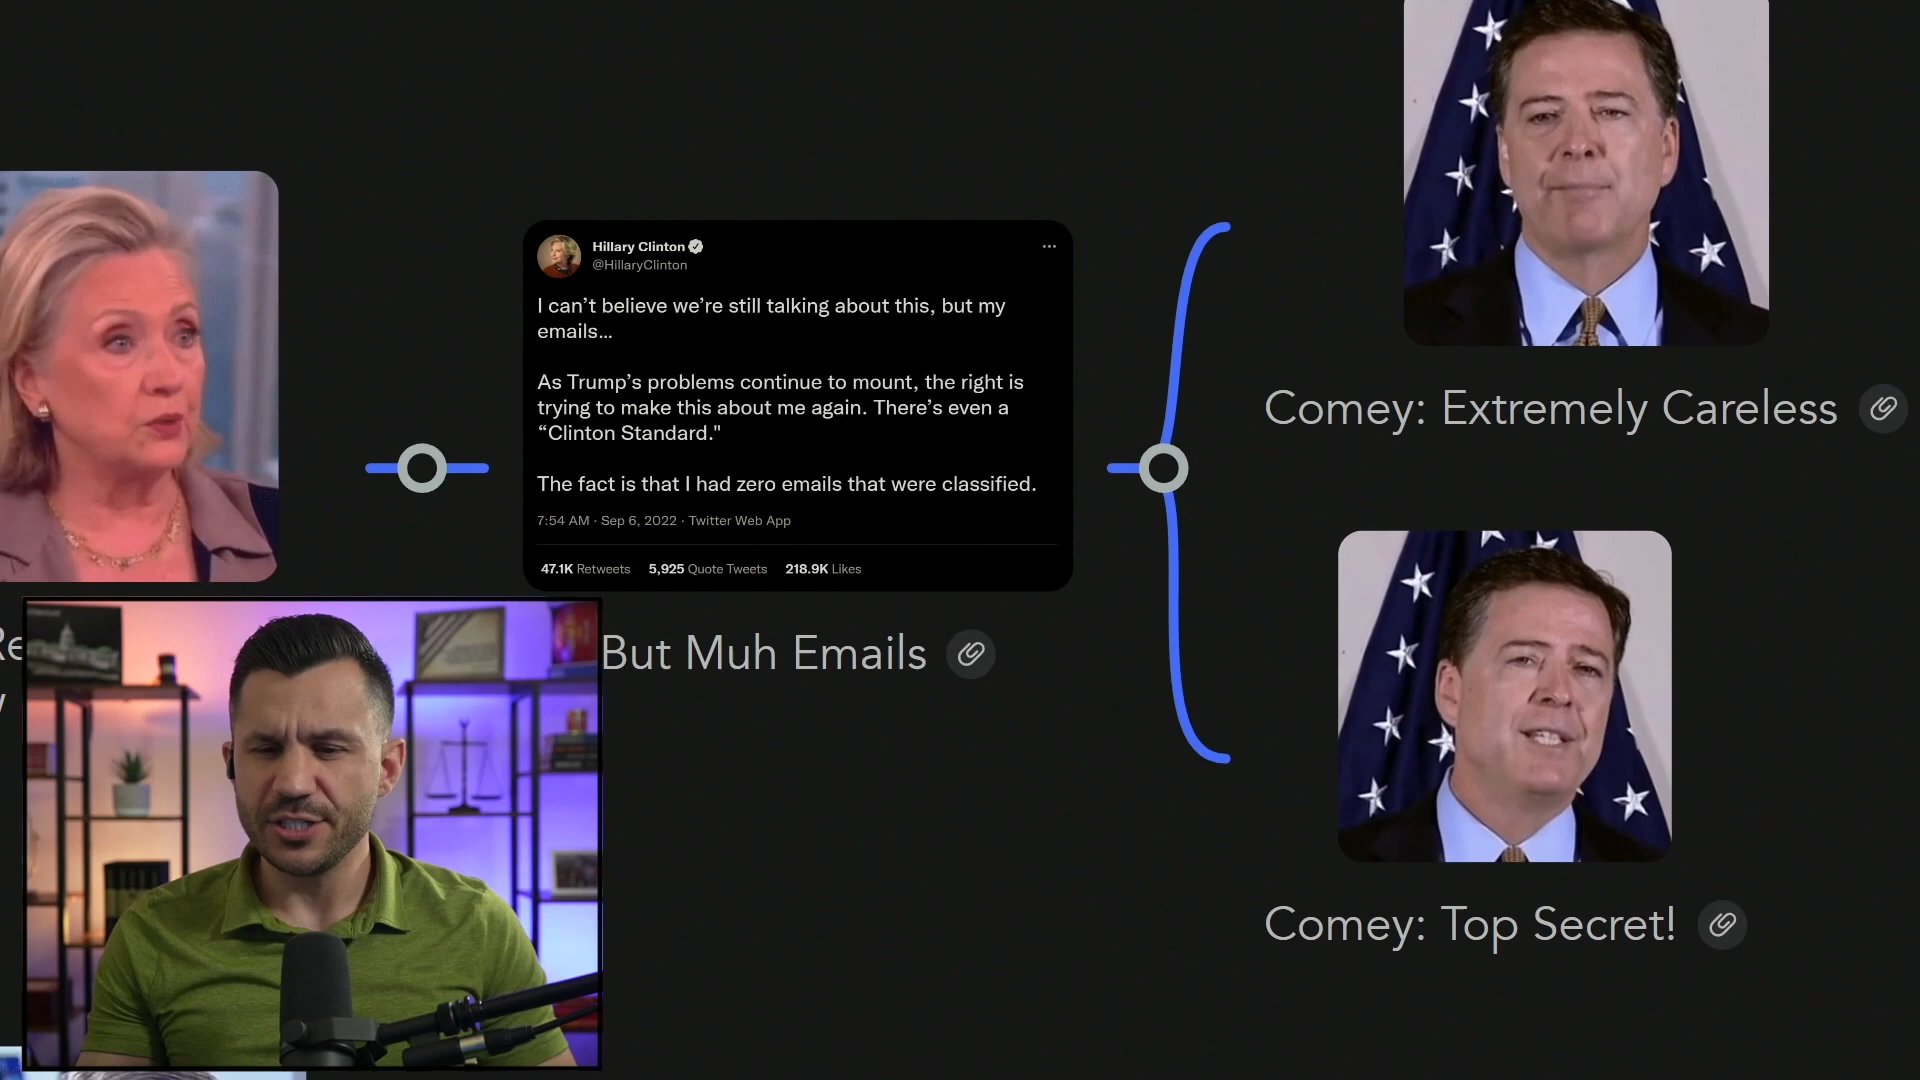 Hillary Clinton
@HillaryClinton
I can’t believe we’re still talking about this, but my
emails...
As Trump’s problems continue to mount, the right is
trying to make this about me again. There’s even a
“Clinton Standard."
The fact is that I had zero emails that were classified.
7:54 AM · Sep 6, 2022 · Twitter Web App
47.1K Retweets 5,925 Quote Tweets 218.9K Likes
But Muh Emails
Comey: Extremely Careless
Comey: Top Secret!